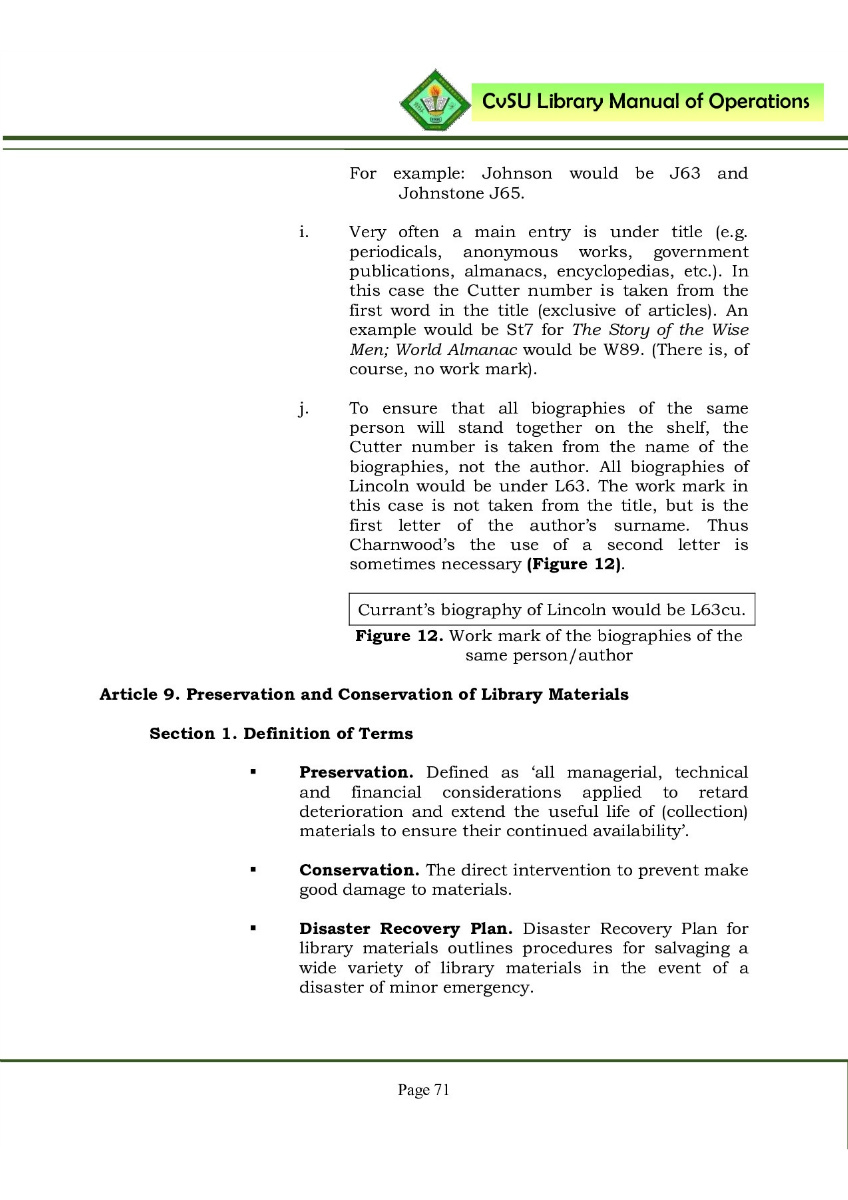 CvSU Library Manual of Operations
For example: Johnson would be J63 and
Johnstone J65.
i. Very often a main entry is under title (e.g.
periodicals, anonymous works, government
publications, almanacs, encyclopedias, etc.). In
this case the Cutter number is taken from the
first word in the title (exclusive of articles). An
example would be St7 for The Story of the Wise
Men; World Almanac would be W89. (There is, of
course, no work mark).
j. To ensure that all biographies of the same
person will stand together on the shelf, the
Cutter number is taken from the name of the
biographies, not the author. All biographies of
Lincoln would be under L63. The work mark in
this case is not taken from the title, but is the
first letter of the author’s surname. Thus
Charnwood’s the use of a second letter is
sometimes necessary (Figure 12).
Currant’s biography of Lincoln would be L63cu.
Figure 12. Work mark of the biographies of the
same person/author
Article 9. Preservation and Conservation of Library Materials
Section 1. Definition of Terms
▪ Preservation. Defined as ‘all managerial, technical
and financial considerations applied to retard
deterioration and extend the useful life of (collection)
materials to ensure their continued availability’.
▪ Conservation. The direct intervention to prevent make
good damage to materials.
▪ Disaster Recovery Plan. Disaster Recovery Plan for
library materials outlines procedures for salvaging a
wide variety of library materials in the event of a
disaster of minor emergency.
Page 71